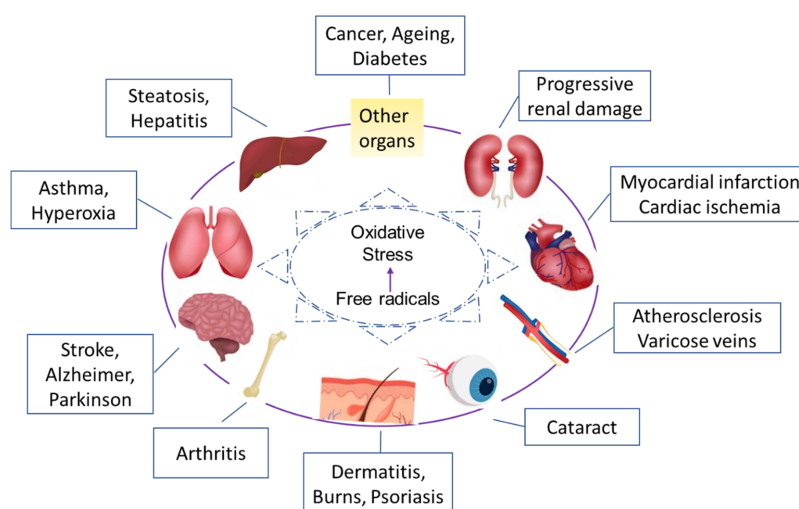 Cancer, Ageing,
Diabetes
Other
organs
Progressive
renal damage
Steatosis,
Hepatitis
Myocardial infarction
Cardiac ischemia
Asthma,
Hyperoxia
Oxidative
Stress
Free radicals
Atherosclerosis
Varicose veins
Stroke,
Alzheimer,
Parkinson
Cataract
Arthritis
Dermatitis,
Burns, Psoriasis